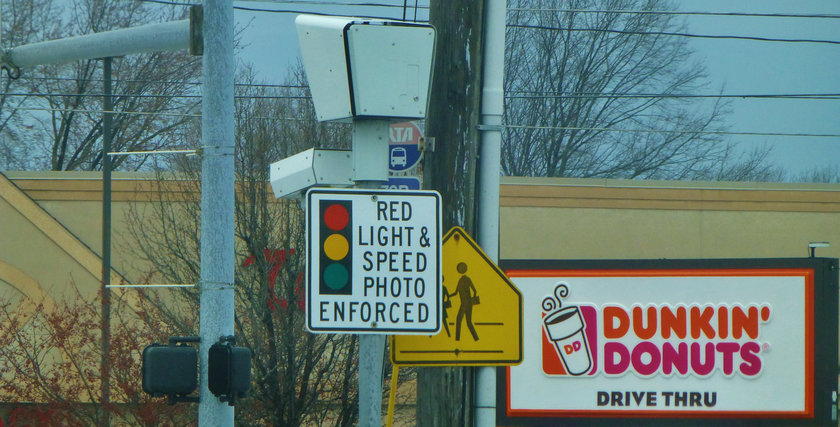 RED
LIGHT &
SPEED
PHOTO
ENFORCED
DUNKIN'
DONUTS®
DD
DRIVE THRU